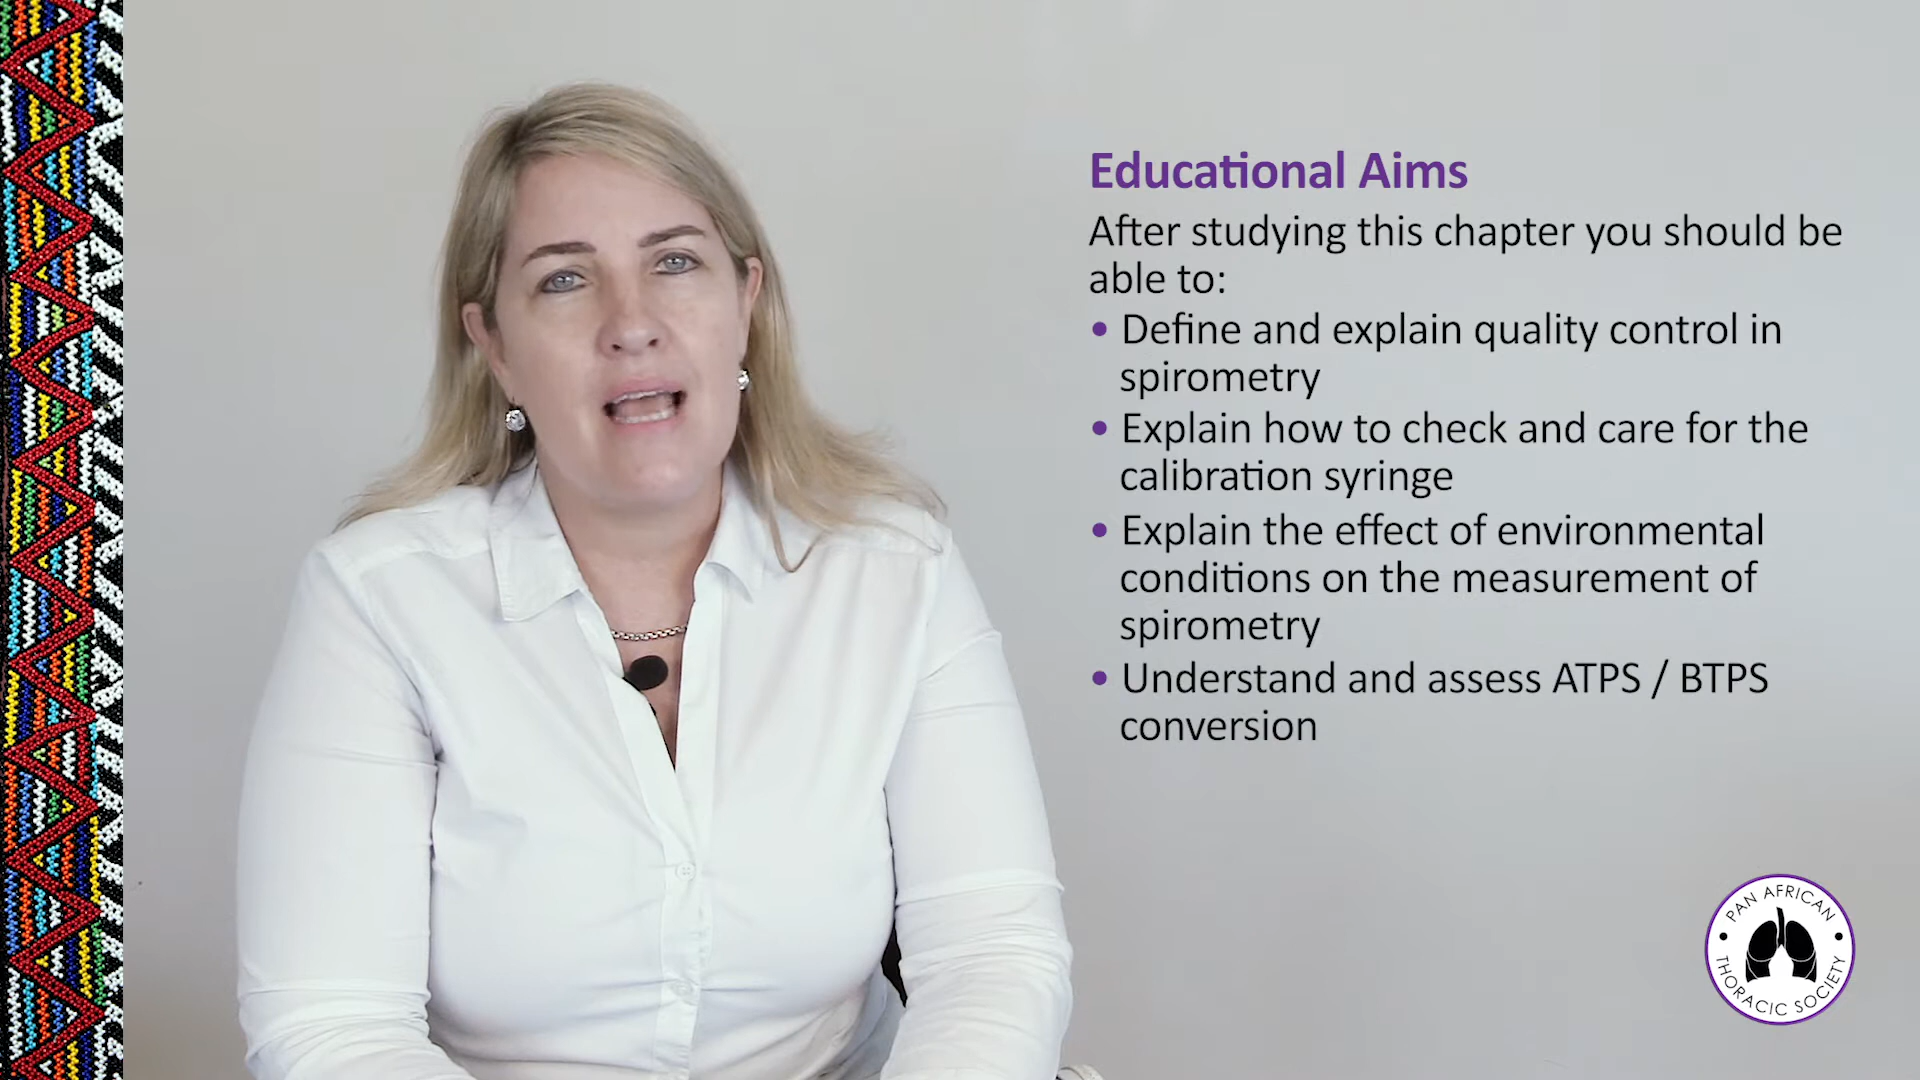 Educational Aims
After studying this chapter you should be
able to:
• Define and explain quality control in
spirometry
• Explain how to check and care for the
calibration syringe
• Explain the effect of environmental
conditions on the measurement of
spirometry
• Understand and assess ATPS / BTPS
conversion
• PAN AFRICAN •
THORACIC SOCIETY